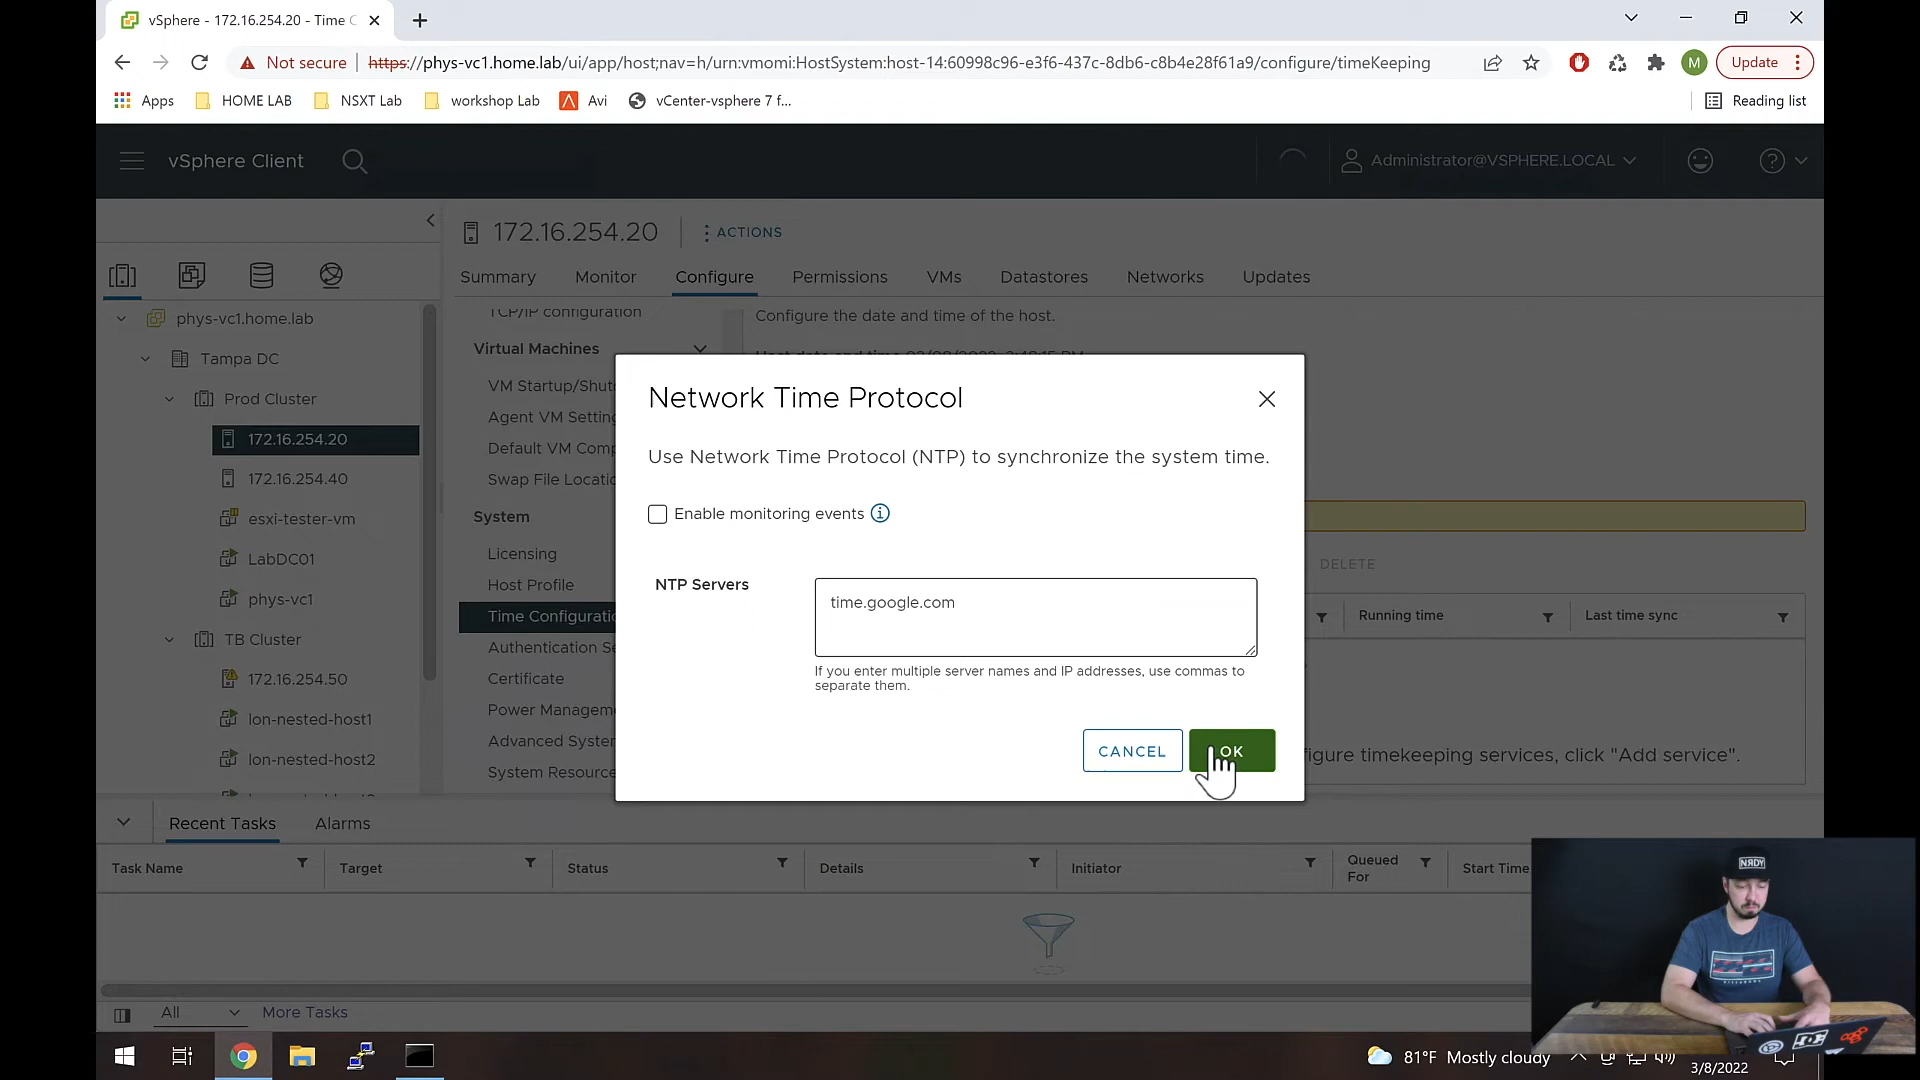 vSphere - 172.16.254.20 - Time C
Not secure
https://phys-vc1.home.lab/ui/app/host;nav=h/urn:vmomi:HostSystem:host-14:60998c96-e3f6-437c-8db6-c8b4e28f61a9/configure/timeKeeping
M
Update
Apps
HOME LAB
NSXT Lab
workshop Lab
Avi
vCenter-vsphere 7 f...
Reading list
vSphere Client
Administrator@VSPHERE.LOCAL
172.16.254.20
ACTIONS
Summary
Monitor
Configure
Permissions
VMs
Datastores
Networks
Updates
phys-vc1.home.lab
Tampa DC
Prod Cluster
172.16.254.20
172.16.254.40
esxi-tester-vm
LabDC01
phys-vc1
TB Cluster
172.16.254.50
lon-nested-host1
lon-nested-host2
TCP/IP configuration
Virtual Machines
VM Startup/Shut
Agent VM Setting
Default VM Comp
Swap File Locatio
System
Licensing
Host Profile
Time Configuratio
Authentication Se
Certificate
Power Managem
Advanced System
System Resource
Configure the date and time of the host.
Network Time Protocol
Use Network Time Protocol (NTP) to synchronize the system time.
Enable monitoring events
NTP Servers
time.google.com
If you enter multiple server names and IP addresses, use commas to
separate them.
CANCEL
OK
DELETE
Running time
Last time sync
figure timekeeping services, click "Add service".
Recent Tasks
Alarms
Task Name
Target
Status
Details
Initiator
Queued
For
Start Time
All
More Tasks
NRDY
81°F Mostly cloudy
3/8/2022